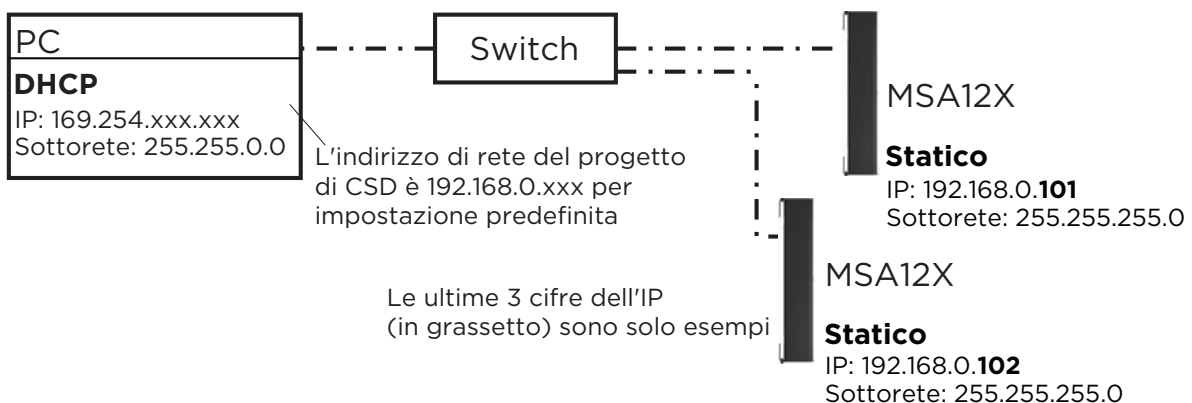 PC
DHCP
IP: 169.254.xxx.xxx
Sottorete: 255.255.0.0
Switch
L'indirizzo di rete del progetto
di CSD è 192.168.0.xxx per
impostazione predefinita
MSA12X
Statico
IP: 192.168.0.101
Sottorete: 255.255.255.0
Le ultime 3 cifre dell'IP
(in grassetto) sono solo esempi
MSA12X
Statico
IP: 192.168.0.102
Sottorete: 255.255.255.0